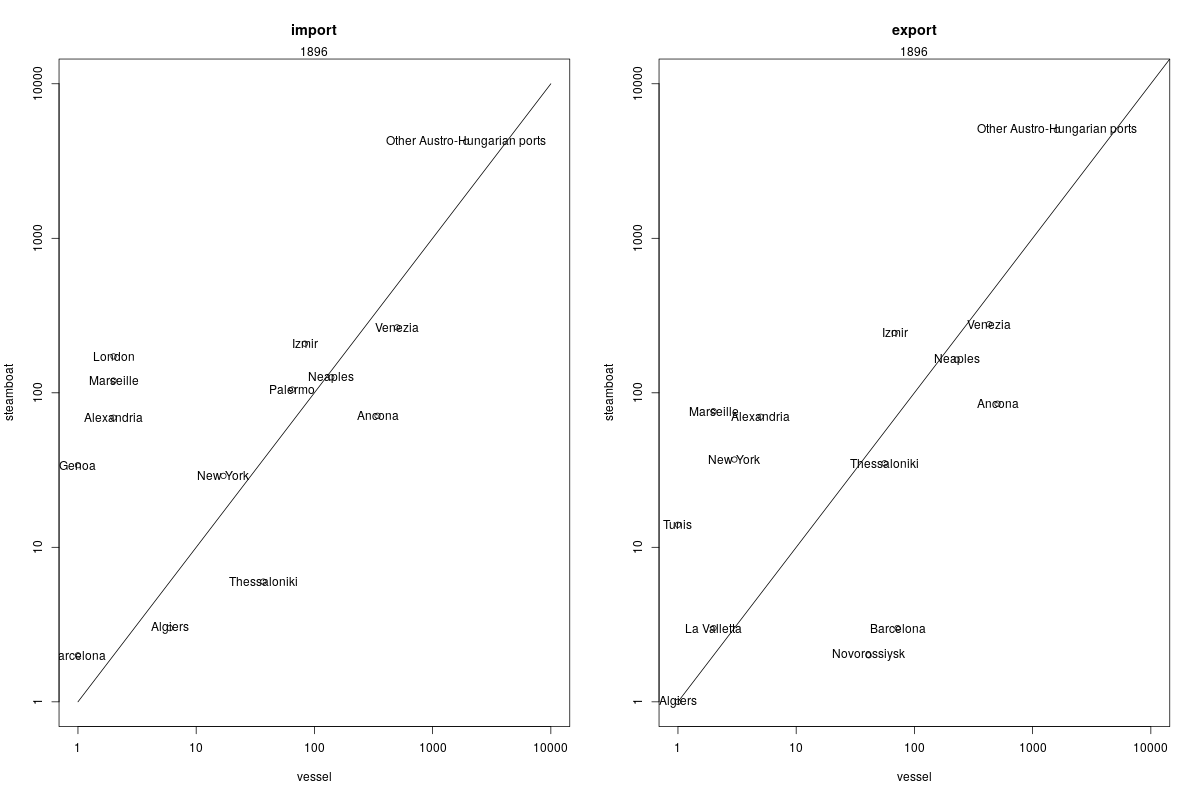 import
1896
steamboat
10000
1000
100
10
1
Other Austro-Hungarian ports
Venezia
Izmir
London
Neaples
Marseille
Palermo
Ancona
Alexandria
Genoa
New York
Thessaloniki
Algiers
arcelona
1 10 100 1000 10000
vessel
export
1896
steamboat
10000
1000
100
10
1
Other Austro-Hungarian ports
Venezia
Izmir
Neaples
Ancona
Marseille
Alexandria
New York
Thessaloniki
Tunis
La Valletta
Barcelona
Novorossiysk
Algiers
1 10 100 1000 10000
vessel